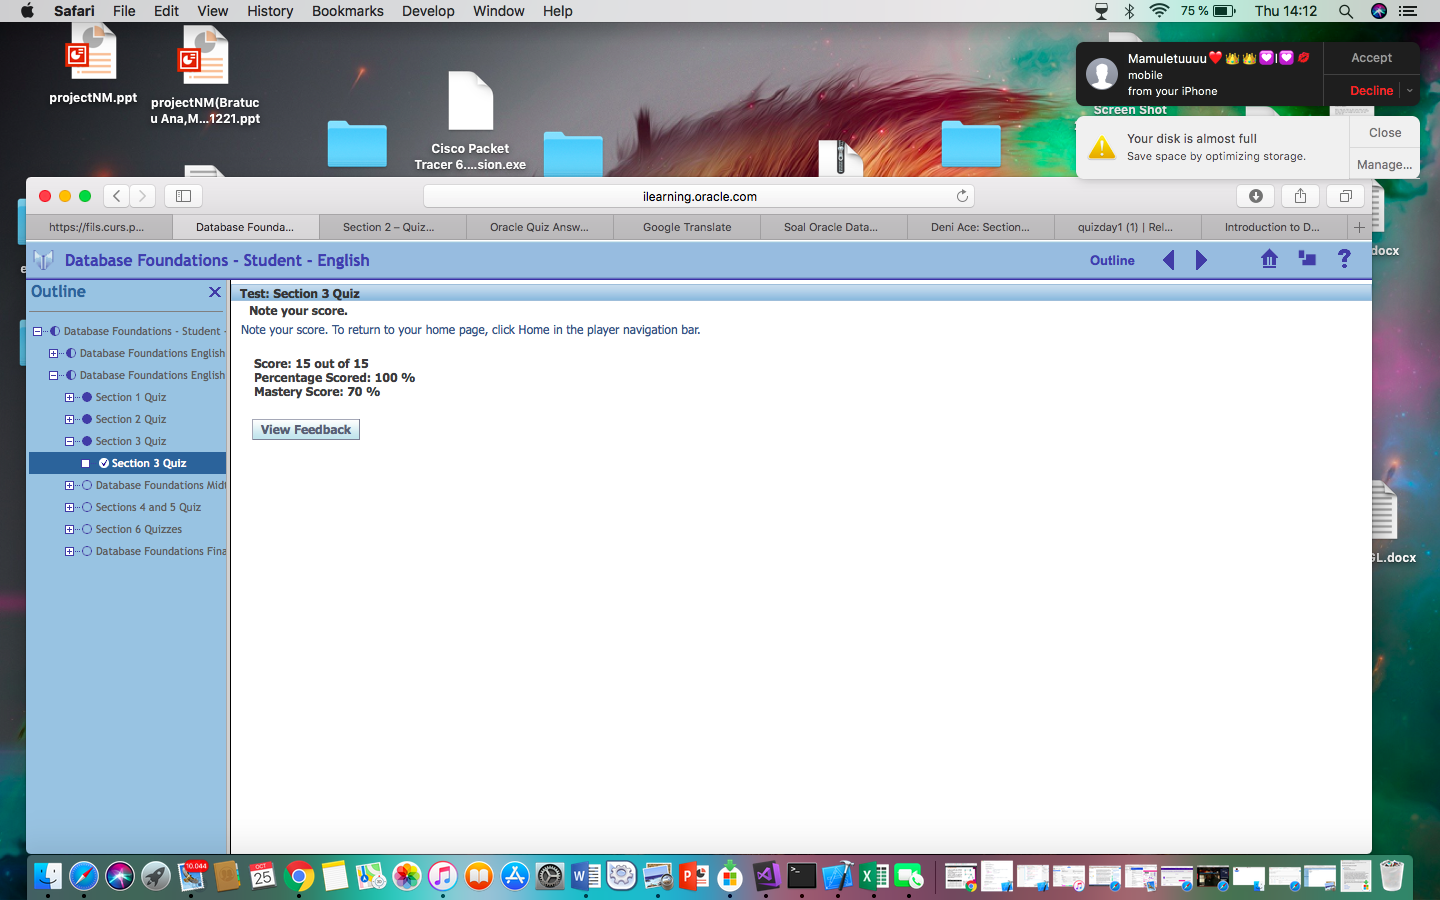 Safari File Edit View History Bookmarks Develop Window Help 75 % Thu 14:12
projectNM.ppt
projectNM(Bratuc
u Ana,M...1221.ppt
Cisco Packet
Tracer 6....sion.exe
Mamuletuuuu❤️👑👑💟|💟💋
mobile
from your iPhone
Accept
Decline
Screen Shot
Your disk is almost full
Save space by optimizing storage.
Close
Manage...
ilearning.oracle.com
https://fils.curs.p... Database Founda... Section 2 – Quiz... Oracle Quiz Answ... Google Translate Soal Oracle Data... Deni Ace: Section... quizday1 (1) | Rel... Introduction to D...
Database Foundations - Student - English
Outline
Outline
Database Foundations - Student -
Database Foundations English
Database Foundations English
Section 1 Quiz
Section 2 Quiz
Section 3 Quiz
Section 3 Quiz
Database Foundations Mid
Sections 4 and 5 Quiz
Section 6 Quizzes
Database Foundations Fina
Test: Section 3 Quiz
Note your score.
Note your score. To return to your home page, click Home in the player navigation bar.
Score: 15 out of 15
Percentage Scored: 100 %
Mastery Score: 70 %
View Feedback
docx
GL.docx
10,044
OCT
25